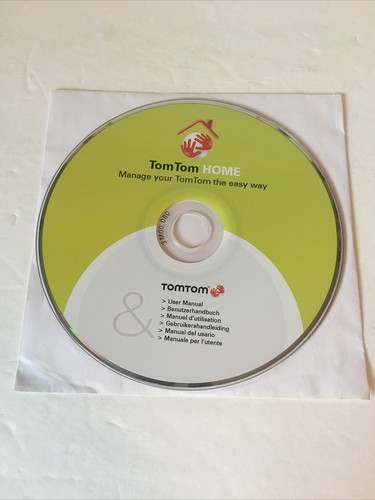 TomTom HOME
Manage your TomTom the easy way
TOMTOM
&
> User Manual
> Benutzerhandbuch
> Manuel d'utilisation
> Gebruikershandleiding
> Manual del usario
> Manuale per l'utente